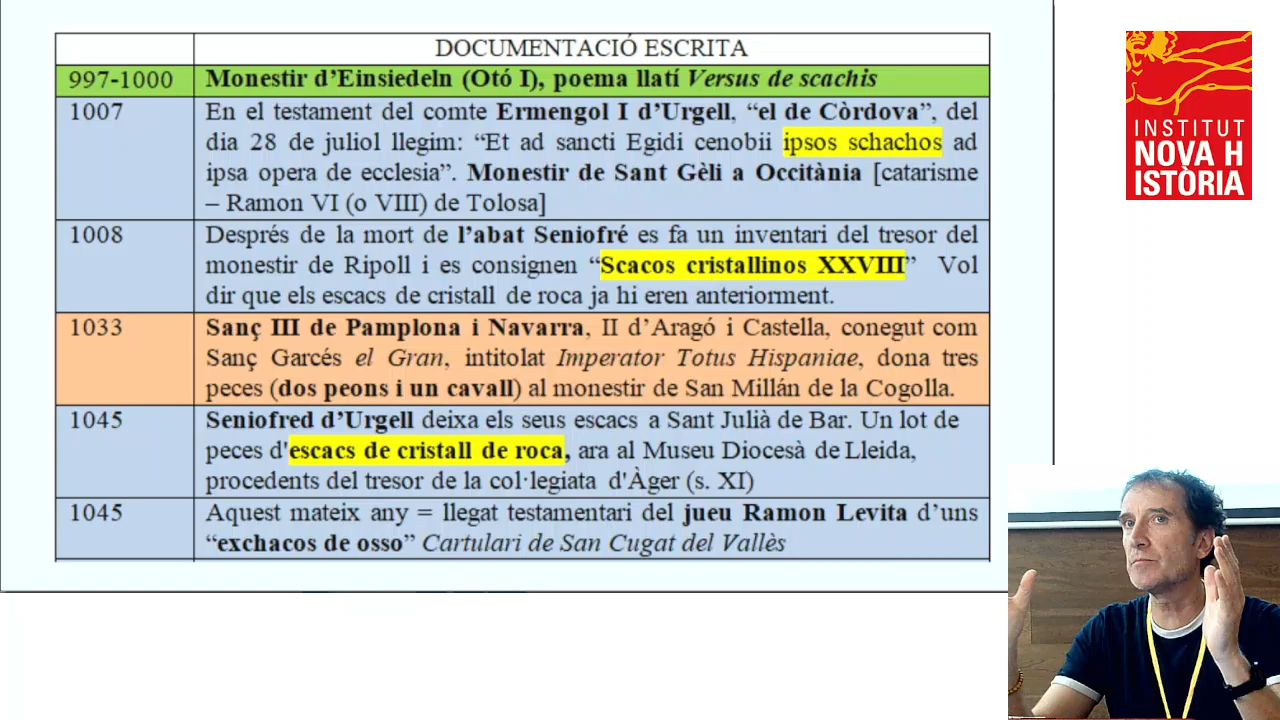 DOCUMENTACIÓ ESCRITA
997-1000 Monestir d'Einsiedeln (Otó I), poema llatí Versus de scachis
1007 En el testament del comte Ermengol I d'Urgell, “el de Còrdova”, del
dia 28 de juliol llegim: “Et ad sancti Egidi cenobii ipsos schachos ad
ipsa opera de ecclesia”. Monestir de Sant Gèli a Occitània [catarisme
– Ramon VI (o VIII) de Tolosa]
1008 Després de la mort de l'abat Seniofré es fa un inventari del tresor del
monestir de Ripoll i es consignen “Scacos cristallinos XXVIII” Vol
dir que els escacs de cristall de roca ja hi eren anteriorment.
1033 Sanç III de Pamplona i Navarra, II d'Aragó i Castella, conegut com
Sanç Garcés el Gran, intitolat Imperator Totus Hispaniae, dona tres
peces (dos peons i un cavall) al monestir de San Millán de la Cogolla.
1045 Seniofred d'Urgell deixa els seus escacs a Sant Julià de Bar. Un lot de
peces d'escacs de cristall de roca, ara al Museu Diocesà de Lleida,
procedents del tresor de la col·legiata d'Àger (s. XI)
1045 Aquest mateix any = llegat testamentari del jueu Ramon Levita d'uns
“exchacos de osso” Cartulari de San Cugat del Vallès
INSTITUT
NOVA H
ISTÒRIA